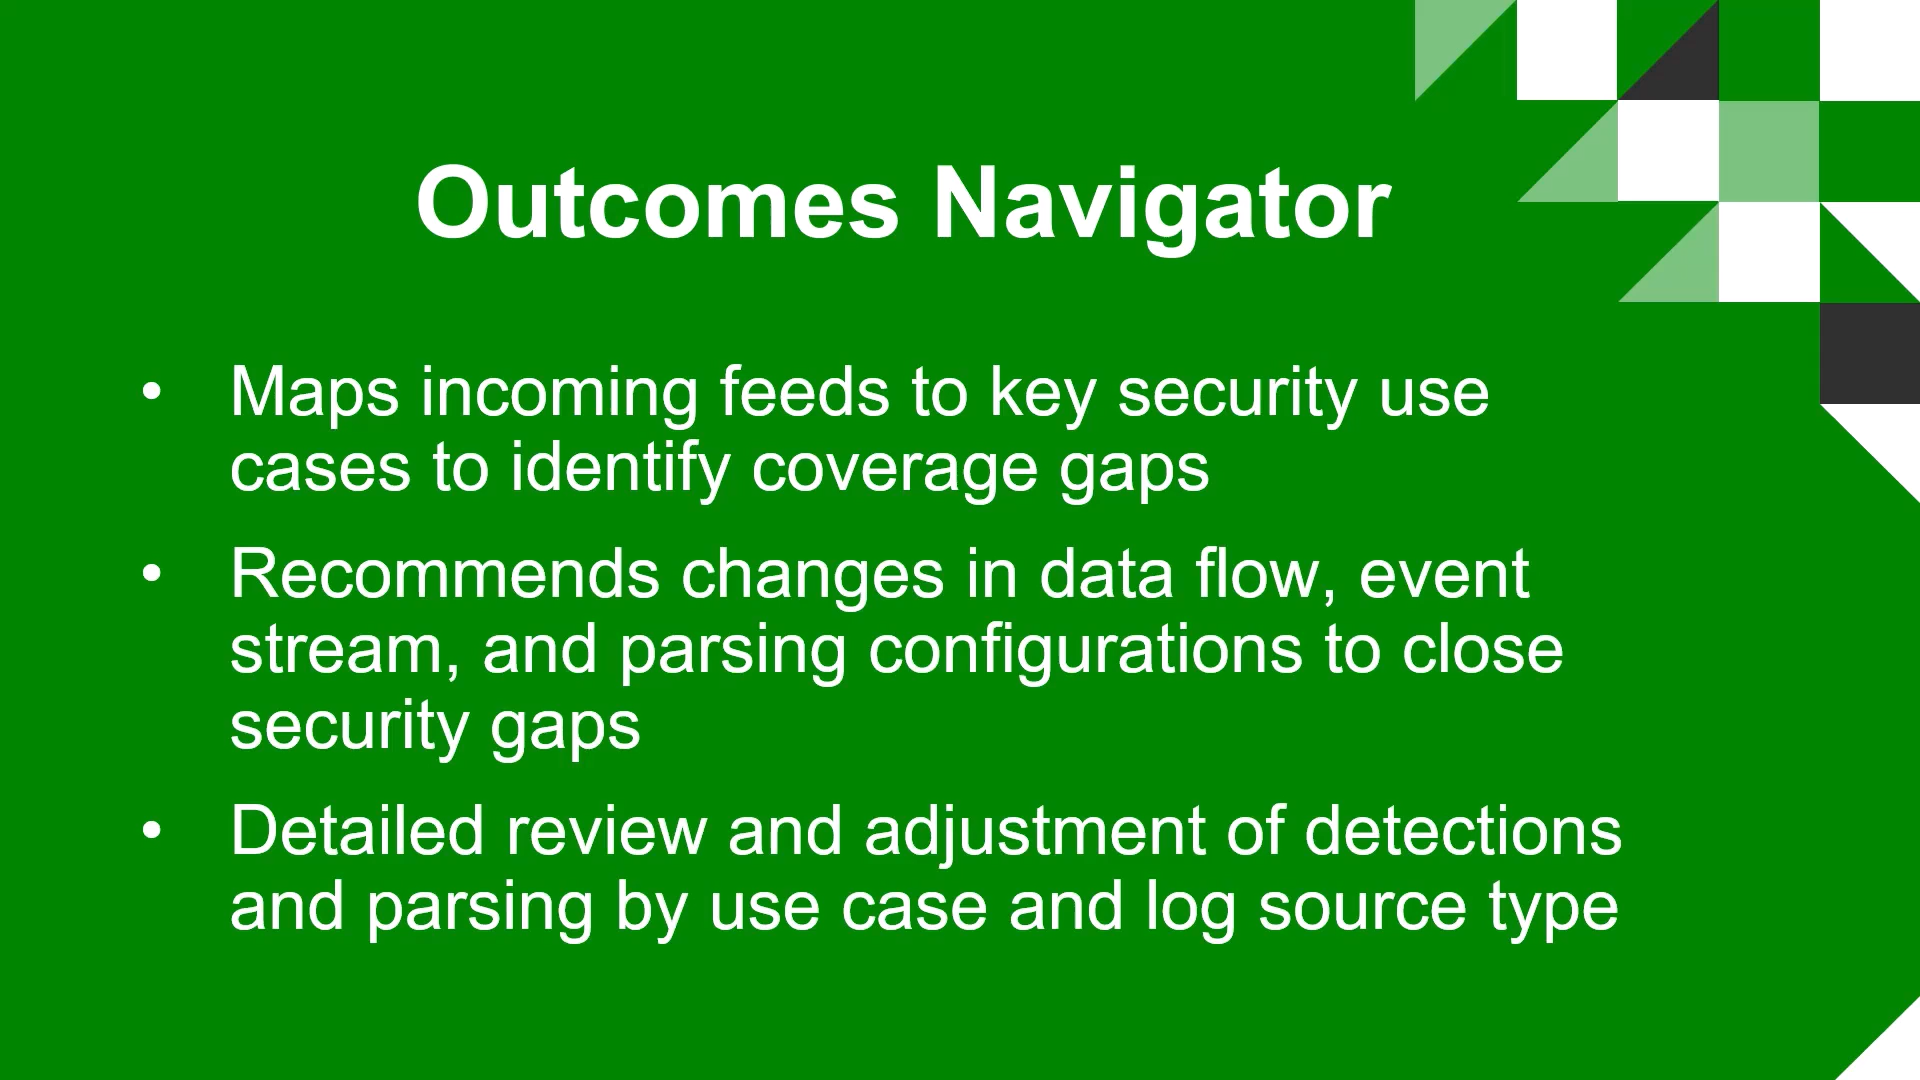 Outcomes Navigator
• Maps incoming feeds to key security use
cases to identify coverage gaps
• Recommends changes in data flow, event
stream, and parsing configurations to close
security gaps
• Detailed review and adjustment of detections
and parsing by use case and log source type